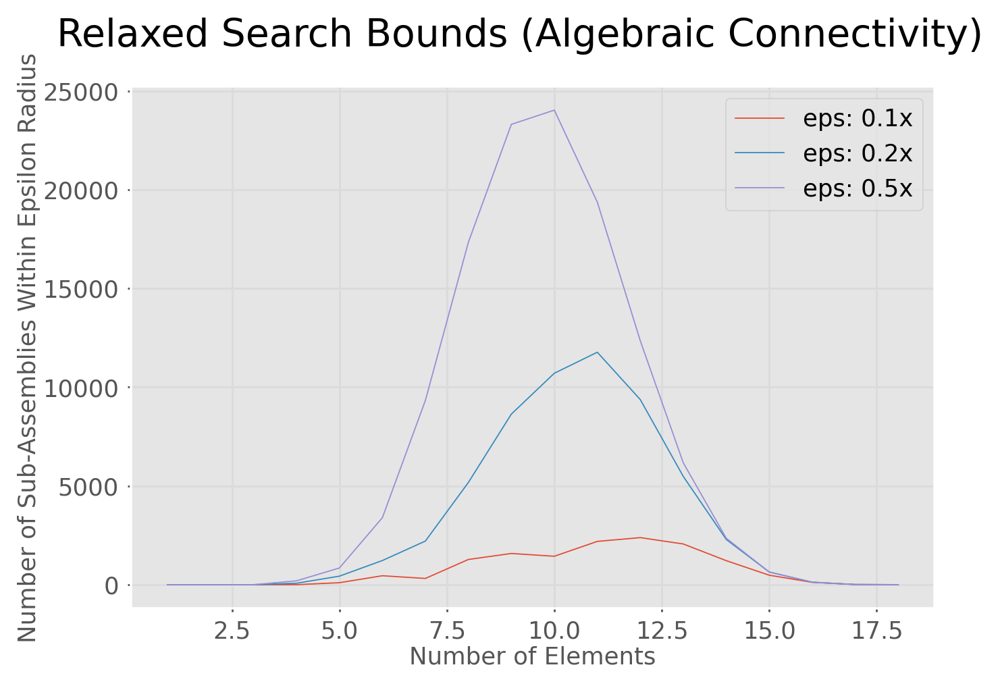 Relaxed Search Bounds (Algebraic Connectivity)
Number of Sub-Assemblies Within Epsilon Radius
25000
20000
15000
10000
5000
0
eps: 0.1x
eps: 0.2x
eps: 0.5x
2.5 5.0 7.5 10.0 12.5 15.0 17.5
Number of Elements